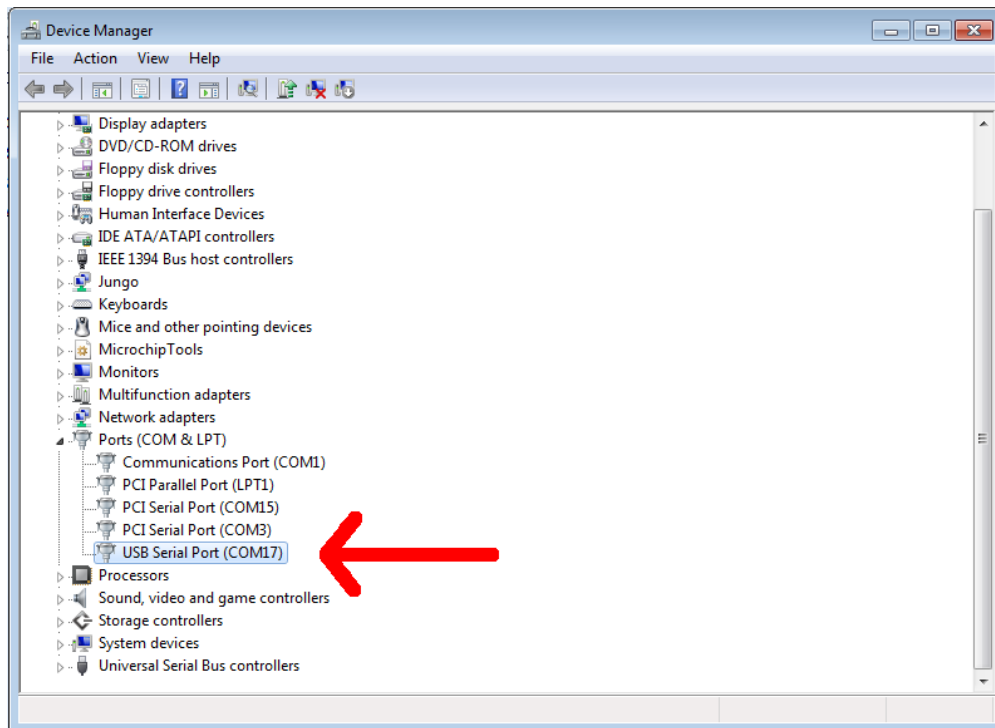 Device Manager
File Action View Help
Display adapters
DVD/CD-ROM drives
Floppy disk drives
Floppy drive controllers
Human Interface Devices
IDE ATA/ATAPI controllers
IEEE 1394 Bus host controllers
Jungo
Keyboards
Mice and other pointing devices
MicrochipTools
Monitors
Multifunction adapters
Network adapters
Ports (COM & LPT)
Communications Port (COM1)
PCI Parallel Port (LPT1)
PCI Serial Port (COM15)
PCI Serial Port (COM3)
USB Serial Port (COM17)
Processors
Sound, video and game controllers
Storage controllers
System devices
Universal Serial Bus controllers